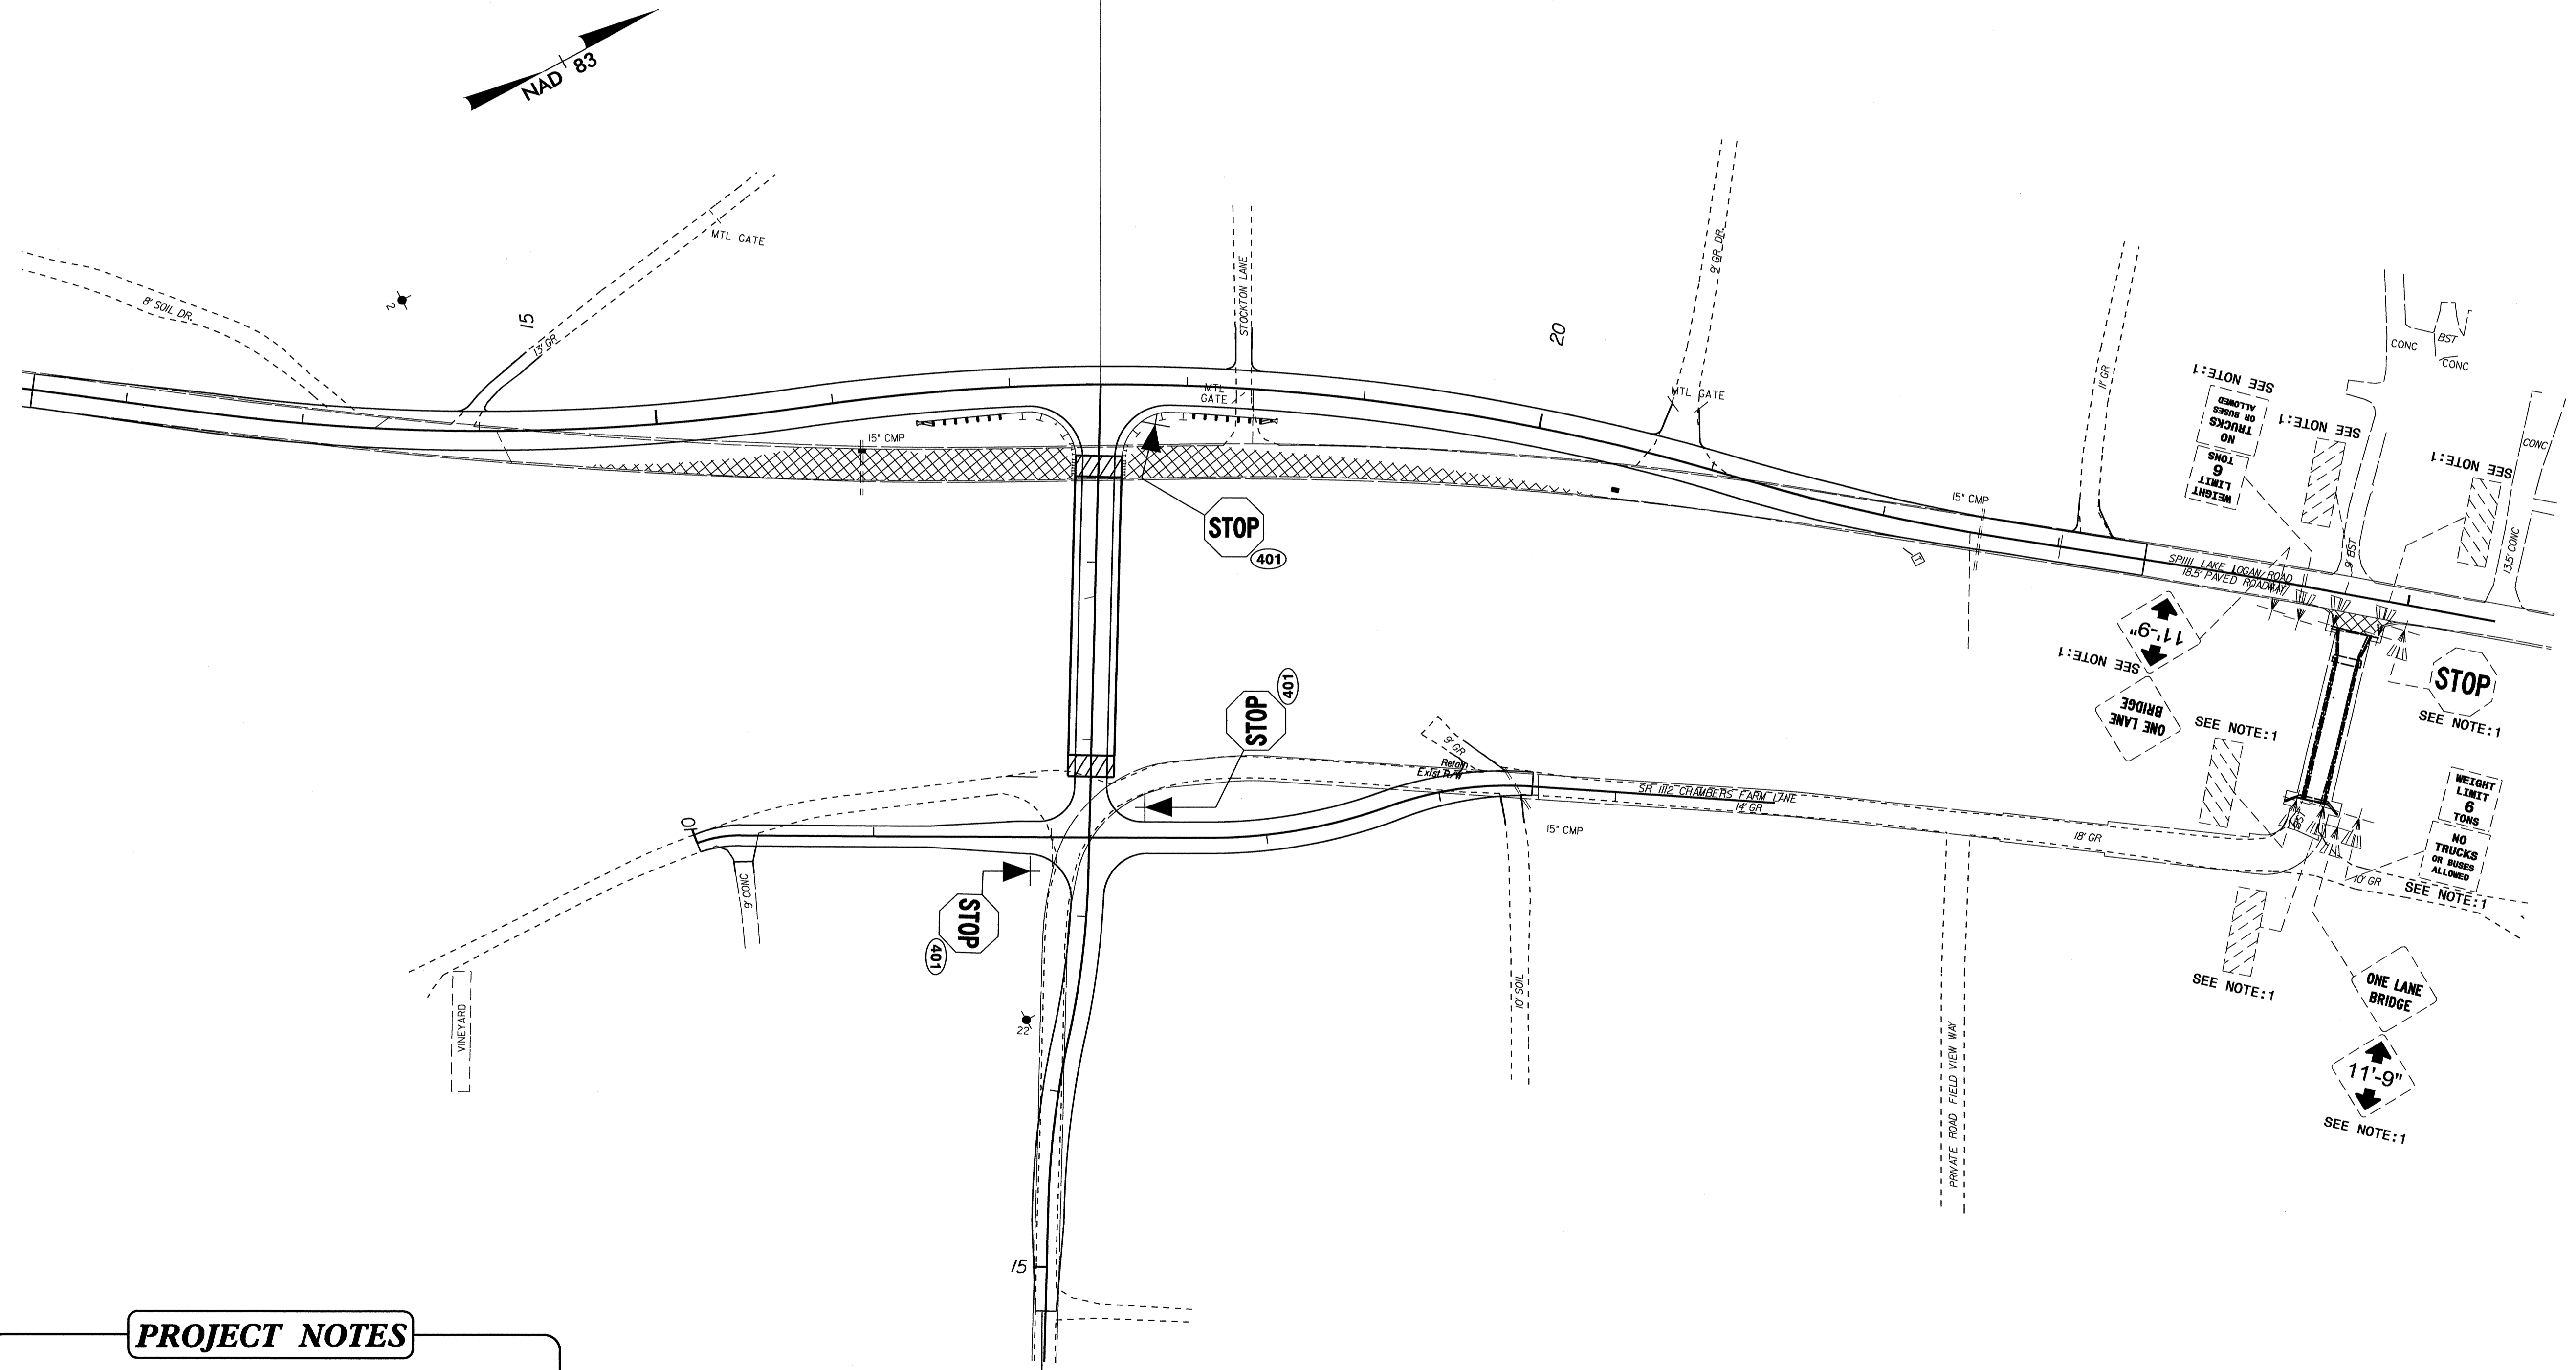 NAD 83
MTL GATE
8' SOIL DR.
2
15
13' GR
STOCKTON LANE
20
9' GR DR.
MTL GATE
MTL
GATE
11' GR
15" CMP
15" CMP
STOP
401
SEE NOTE:1
NO
TRUCKS
OR BUSES
ALLOWED
WEIGHT
LIMIT
6
TONS
SEE NOTE:1
SEE NOTE:1
CONC
BST
CONC
CONC
13.5' CONC
9' BST
SR1111 LAKE LOGAN ROAD
18.5' PAVED ROADWAY
11'-9"
SEE NOTE:1
ONE LANE
BRIDGE
STOP
SEE NOTE:1
SEE NOTE:1
STOP
401
9' GR
Retain
Exist. R/W
SR 1112 CHAMBERS FARM LANE
14' GR
15" CMP
18' GR
WEIGHT
LIMIT
6
TONS
NO
TRUCKS
OR BUSES
ALLOWED
SEE NOTE:1
10' GR
0
9' CONC
STOP
401
22
VINEYARD
10' SOIL
PRIVATE ROAD FIELD VIEW WAY
SEE NOTE:1
ONE LANE
BRIDGE
11'-9"
SEE NOTE:1
15
PROJECT NOTES